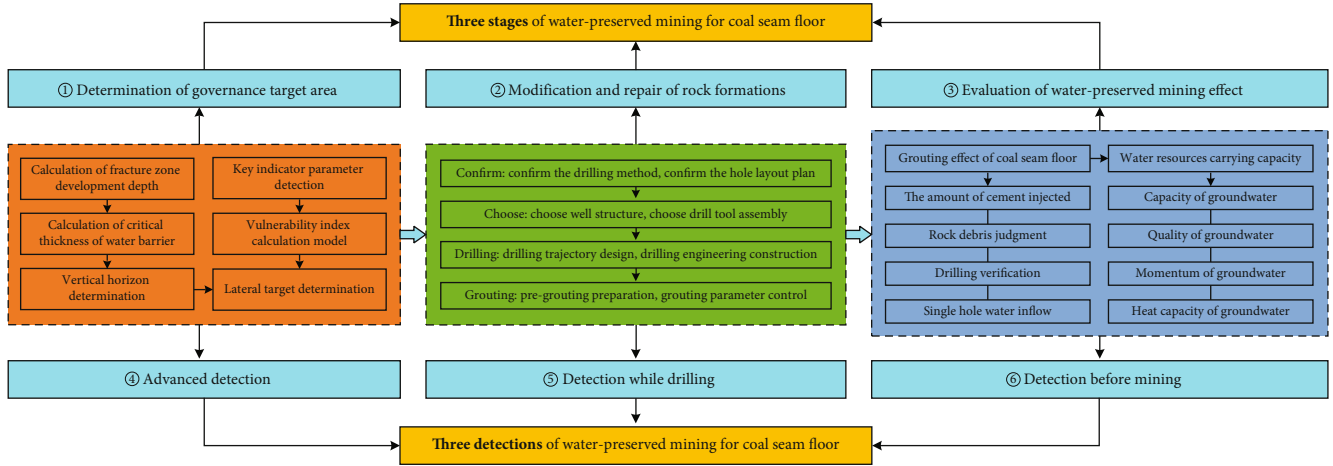 Three stages of water-preserved mining for coal seam floor
① Determination of governance target area
② Modification and repair of rock formations
③ Evaluation of water-preserved mining effect
Calculation of fracture zone
development depth
Key indicator parameter
detection
Calculation of critical
thickness of water barrier
Vulnerability index
calculation model
Vertical horizon
determination
Lateral target determination
Confirm: confirm the drilling method, confirm the hole layout plan
Choose: choose well structure, choose drill tool assembly
Drilling: drilling trajectory design, drilling engineering construction
Grouting: pre-grouting preparation, grouting parameter control
Grouting effect of coal seam floor
Water resources carrying capacity
The amount of cement injected
Capacity of groundwater
Rock debris judgment
Quality of groundwater
Drilling verification
Momentum of groundwater
Single hole water inflow
Heat capacity of groundwater
④ Advanced detection
⑤ Detection while drilling
⑥ Detection before mining
Three detections of water-preserved mining for coal seam floor